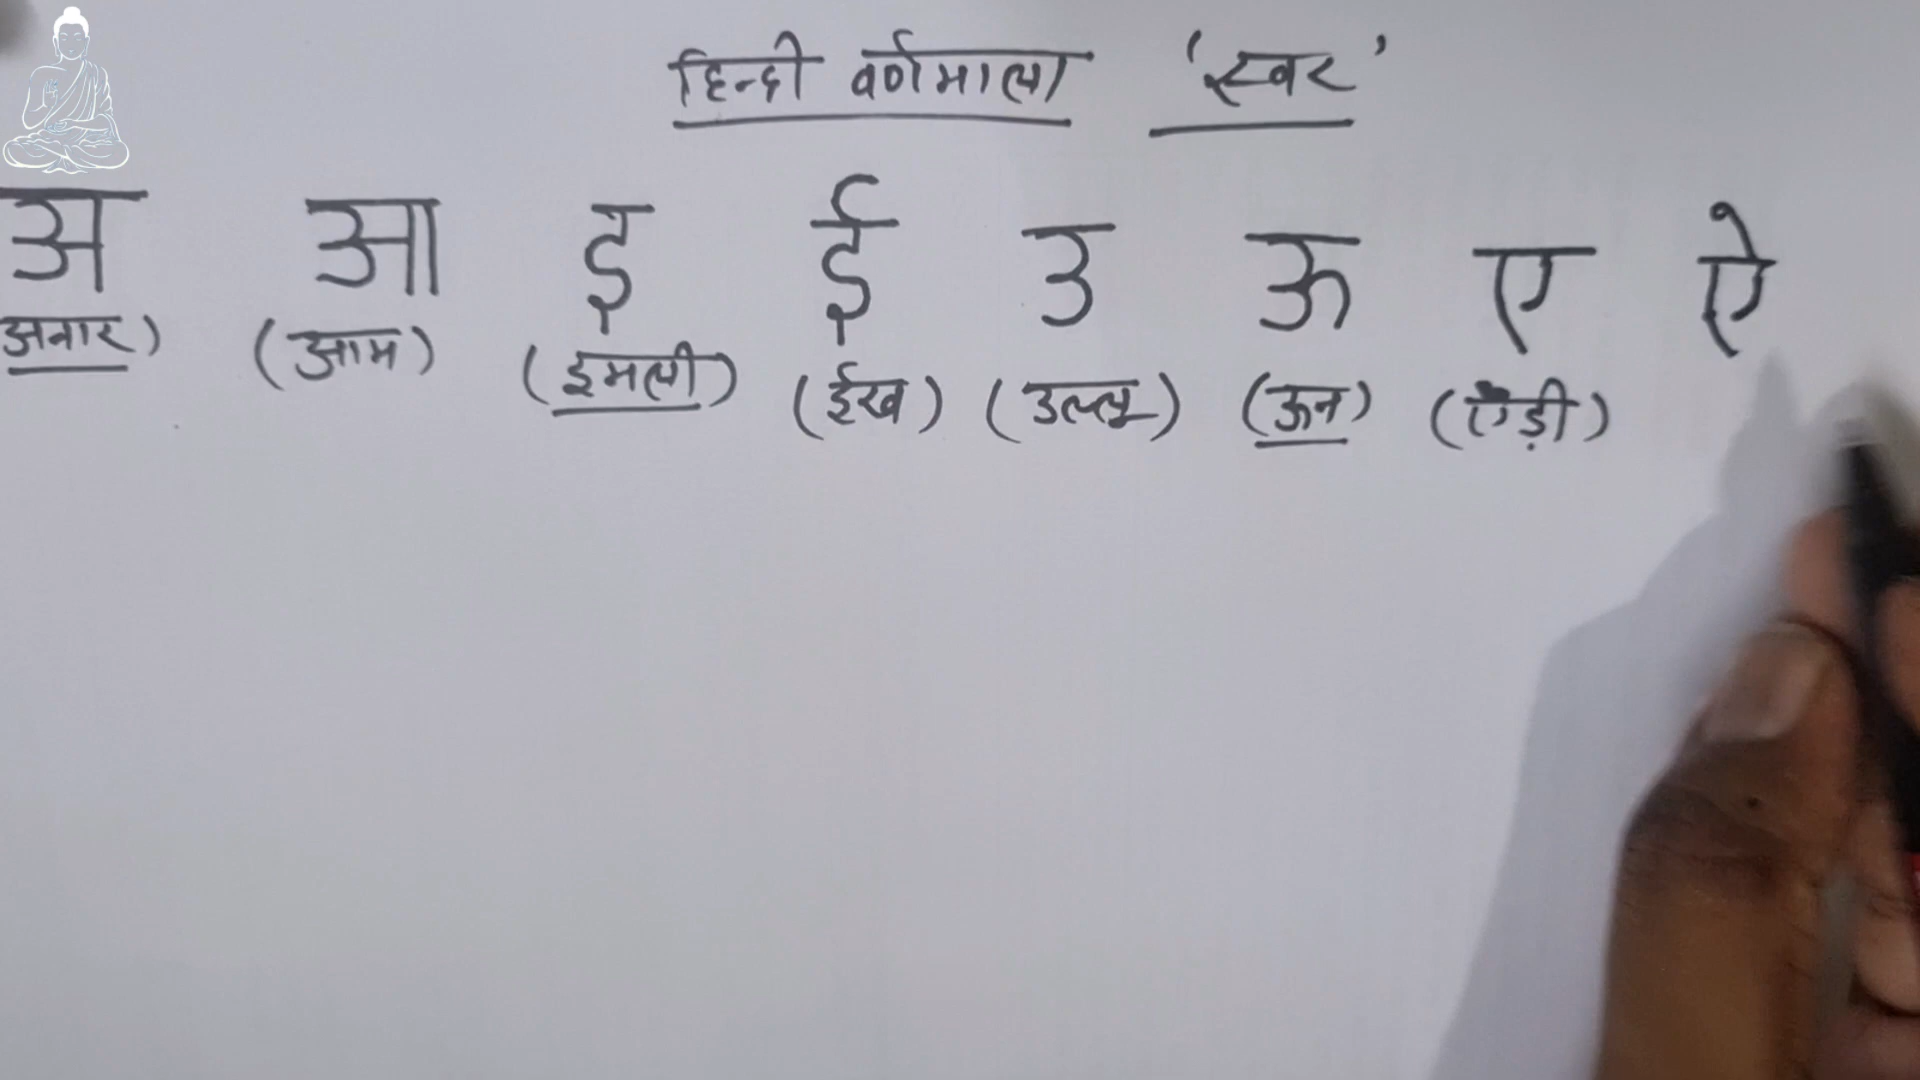 हिन्दी वर्णमाला 'स्वर'
अ आ इ ई उ ऊ ए ऐ
अनार) (आम) (इमली) (ईख) (उल्लू) (ऊन) (एड़ी)